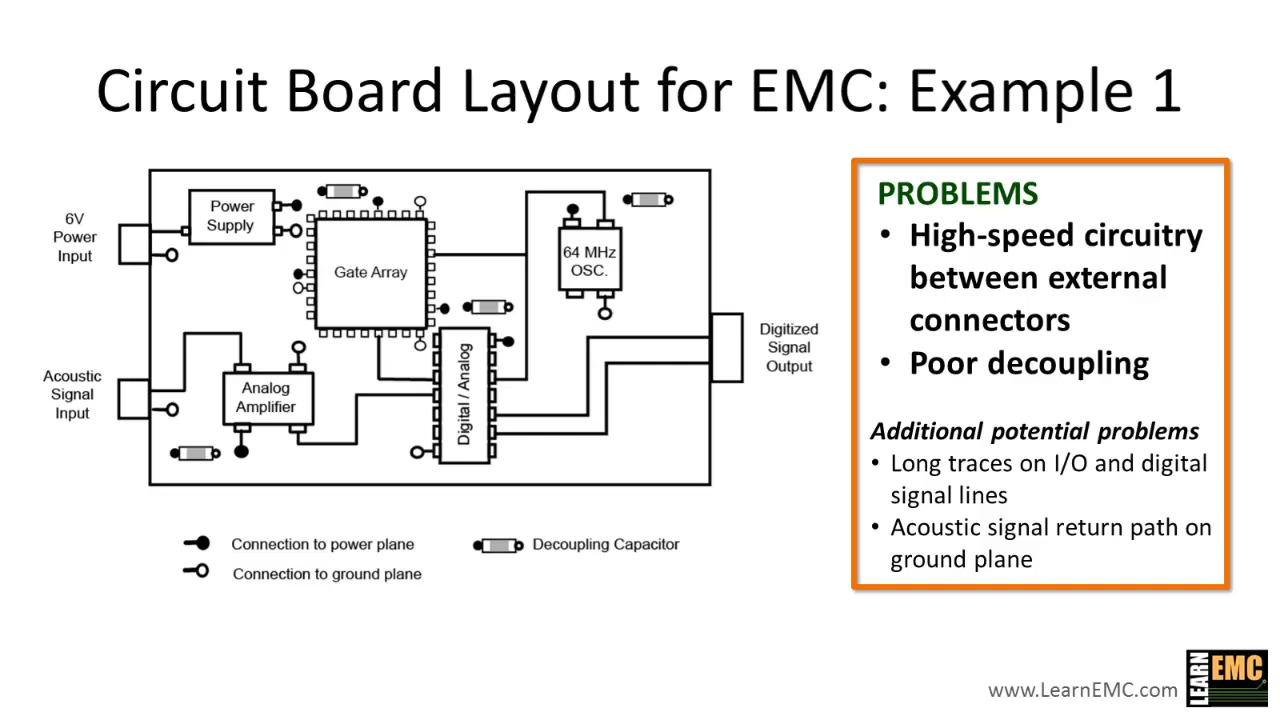 Circuit Board Layout for EMC: Example 1
6V
Power
Input
Power
Supply
Gate Array
64 MHz
OSC.
Acoustic
Signal
Input
Analog
Amplifier
Digital / Analog
Digitized
Signal
Output
Connection to power plane
Connection to ground plane
Decoupling Capacitor
PROBLEMS
• High-speed circuitry
between external
connectors
• Poor decoupling
Additional potential problems
• Long traces on I/O and digital
signal lines
• Acoustic signal return path on
ground plane
www.LearnEMC.com
LEARN
EMC